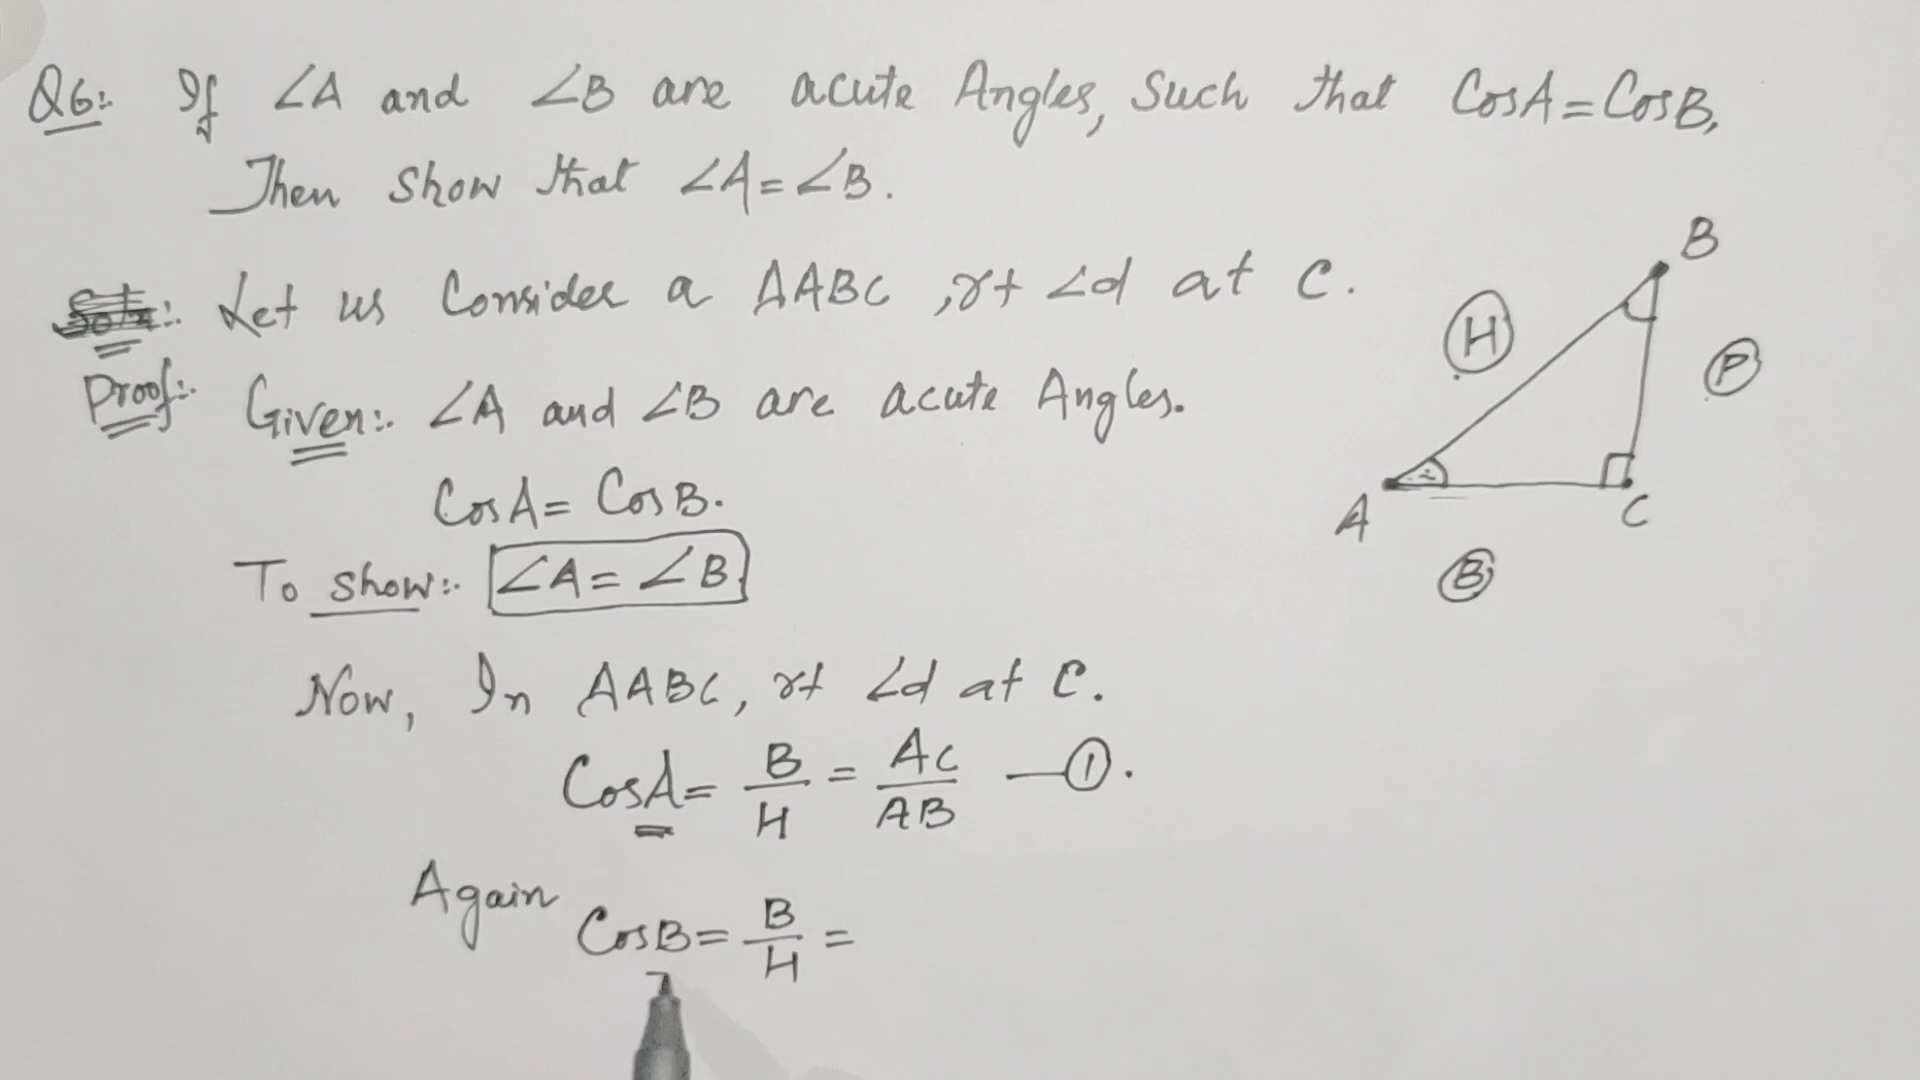 Q6:. If ∠A and ∠B are acute Angles, Such that CosA = CosB,
Then Show that ∠A = ∠B.
Let us Consider a ΔABC, rt ∠d at C.
Proof:. Given:. ∠A and ∠B are acute Angles.
CosA = CosB.
To show:. ∠A = ∠B
Now, In ΔABC, rt ∠d at C.
CosA = B/H = AC/AB —①.
Again CosB = B/H =
B
H
P
A
C
B